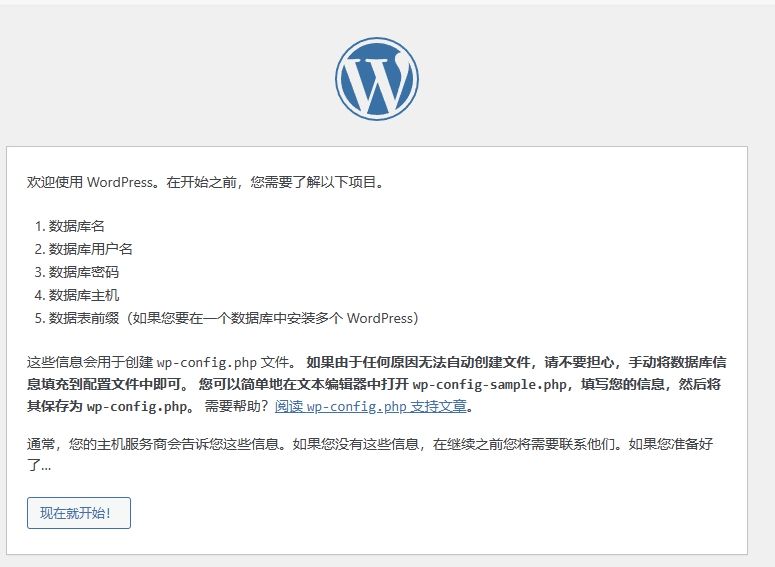 欢迎使用 WordPress。在开始之前，您需要了解以下项目。
1. 数据库名
2. 数据库用户名
3. 数据库密码
4. 数据库主机
5. 数据表前缀（如果您要在一个数据库中安装多个 WordPress）
这些信息会用于创建 wp-config.php 文件。 如果由于任何原因无法自动创建文件，请不要担心，手动将数据库信
息填充到配置文件中即可。 您可以简单地在文本编辑器中打开 wp-config-sample.php，填写您的信息，然后将
其保存为 wp-config.php。 需要帮助？阅读 wp-config.php 支持文章。
通常，您的主机服务商会告诉您这些信息。如果您没有这些信息，在继续之前您将需要联系他们。如果您准备好
了...
现在就开始！